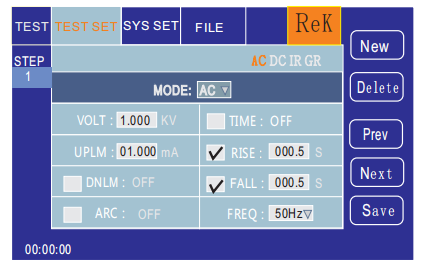 TEST TEST SET SYS SET FILE ReK
STEP AC DC IR GR New
1 MODE: AC Delete
VOLT : 1.000 KV TIME : OFF
UPLM : 01.000 mA RISE : 000.5 S Prev
DNLM : OFF FALL : 000.5 S Next
ARC : OFF FREQ : 50Hz Save
00:00:00